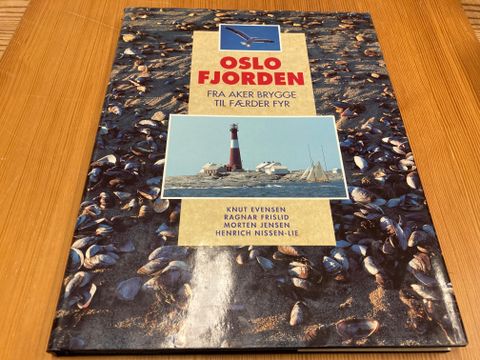 OSLO
FJORDEN
FRA AKER BRYGGE
TIL FÆRDER FYR
KNUT EVENSEN
RAGNAR FRISLID
MORTEN JENSEN
HENRICH NISSEN-LIE